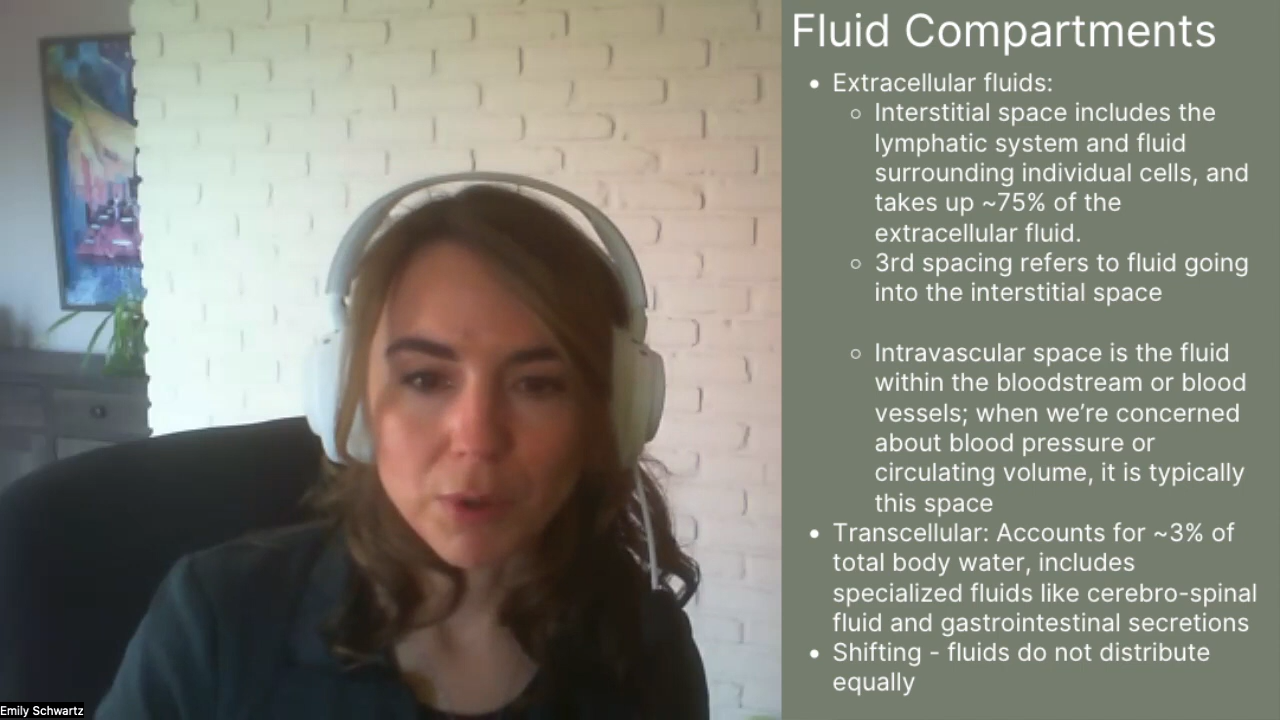 Fluid Compartments
• Extracellular fluids:
○ Interstitial space includes the
lymphatic system and fluid
surrounding individual cells, and
takes up ~75% of the
extracellular fluid.
○ 3rd spacing refers to fluid going
into the interstitial space
○ Intravascular space is the fluid
within the bloodstream or blood
vessels; when we’re concerned
about blood pressure or
circulating volume, it is typically
this space
• Transcellular: Accounts for ~3% of
total body water, includes
specialized fluids like cerebro-spinal
fluid and gastrointestinal secretions
• Shifting - fluids do not distribute
equally
Emily Schwartz